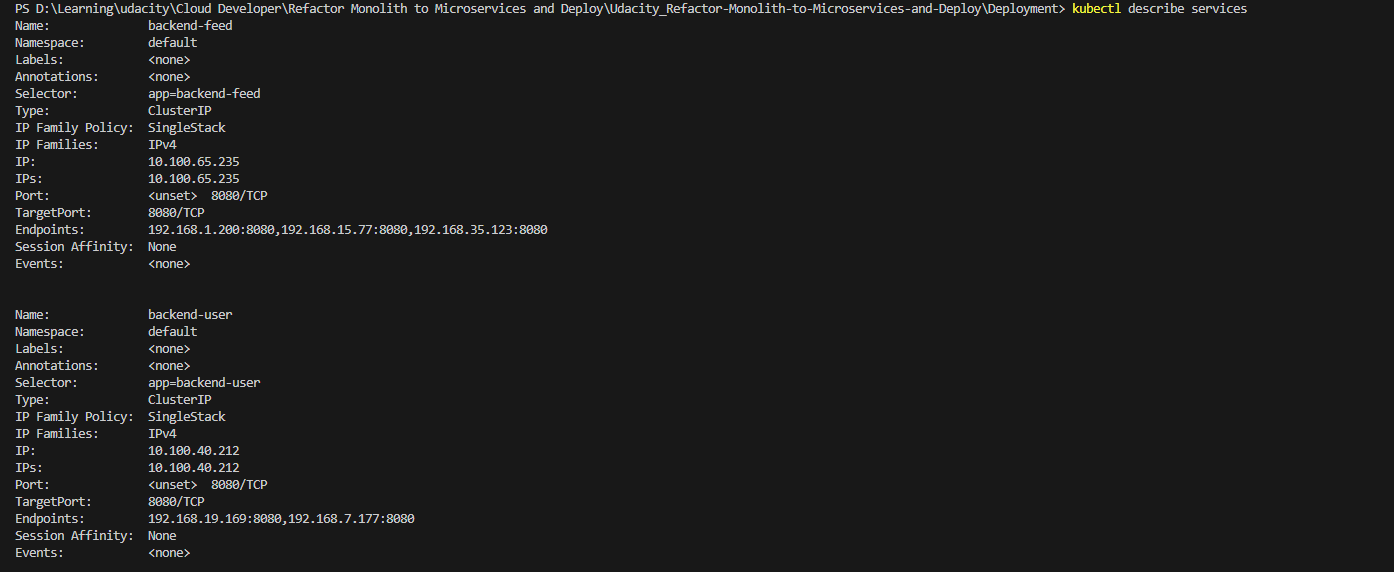 PS D:\Learning\udacity\Cloud Developer\Refactor Monolith to Microservices and Deploy\Udacity_Refactor-Monolith-to-Microservices-and-Deploy\Deployment> kubectl describe services
Name:              backend-feed
Namespace:         default
Labels:            <none>
Annotations:       <none>
Selector:          app=backend-feed
Type:              ClusterIP
IP Family Policy:  SingleStack
IP Families:       IPv4
IP:                10.100.65.235
IPs:               10.100.65.235
Port:              <unset>  8080/TCP
TargetPort:        8080/TCP
Endpoints:         192.168.1.200:8080,192.168.15.77:8080,192.168.35.123:8080
Session Affinity:  None
Events:            <none>
Name:              backend-user
Namespace:         default
Labels:            <none>
Annotations:       <none>
Selector:          app=backend-user
Type:              ClusterIP
IP Family Policy:  SingleStack
IP Families:       IPv4
IP:                10.100.40.212
IPs:               10.100.40.212
Port:              <unset>  8080/TCP
TargetPort:        8080/TCP
Endpoints:         192.168.19.169:8080,192.168.7.177:8080
Session Affinity:  None
Events:            <none>